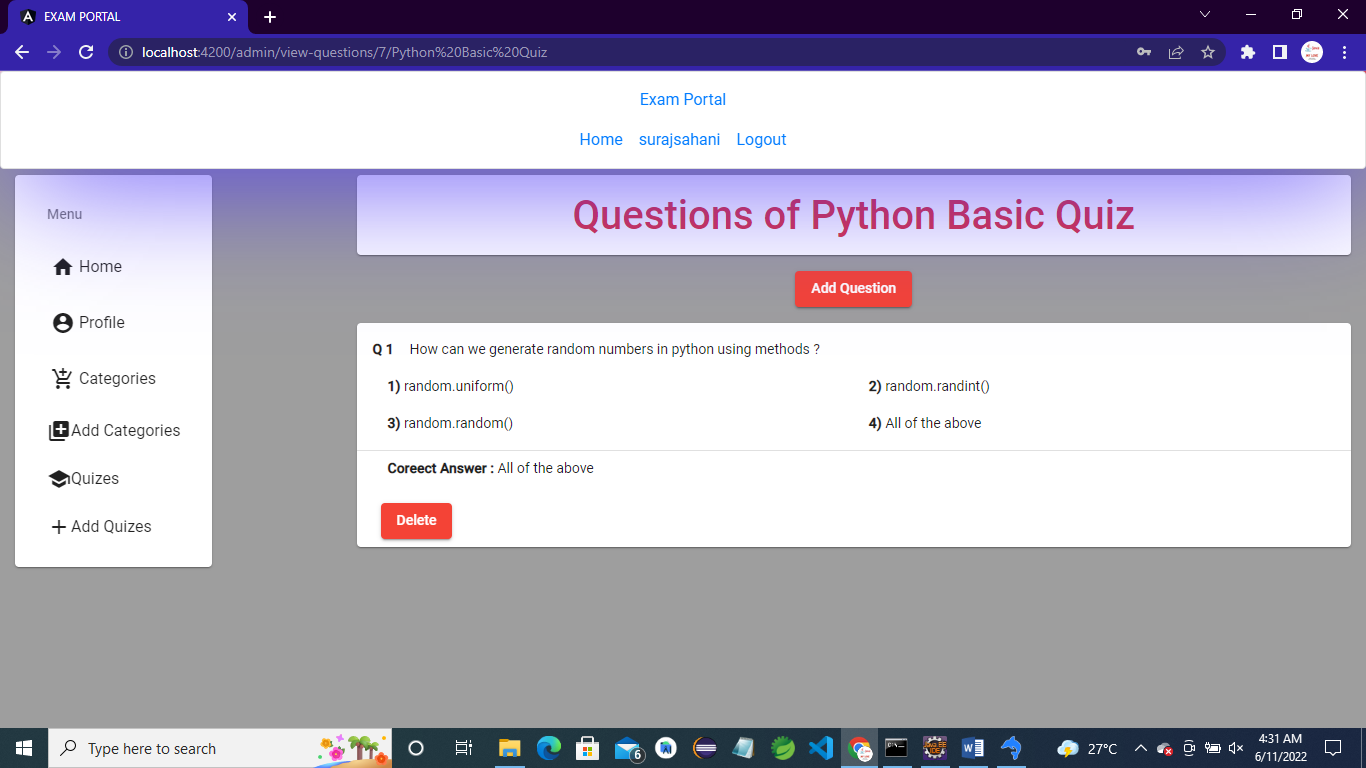 EXAM PORTAL
localhost:4200/admin/view-questions/7/Python%20Basic%20Quiz
Exam Portal
Home surajsahani Logout
Menu
Home
Profile
Categories
Add Categories
Quizes
Add Quizes
Questions of Python Basic Quiz
Add Question
Q 1 How can we generate random numbers in python using methods ?
1) random.uniform() 2) random.randint()
3) random.random() 4) All of the above
Coreect Answer : All of the above
Delete
Type here to search
6
27°C
4:31 AM
6/11/2022